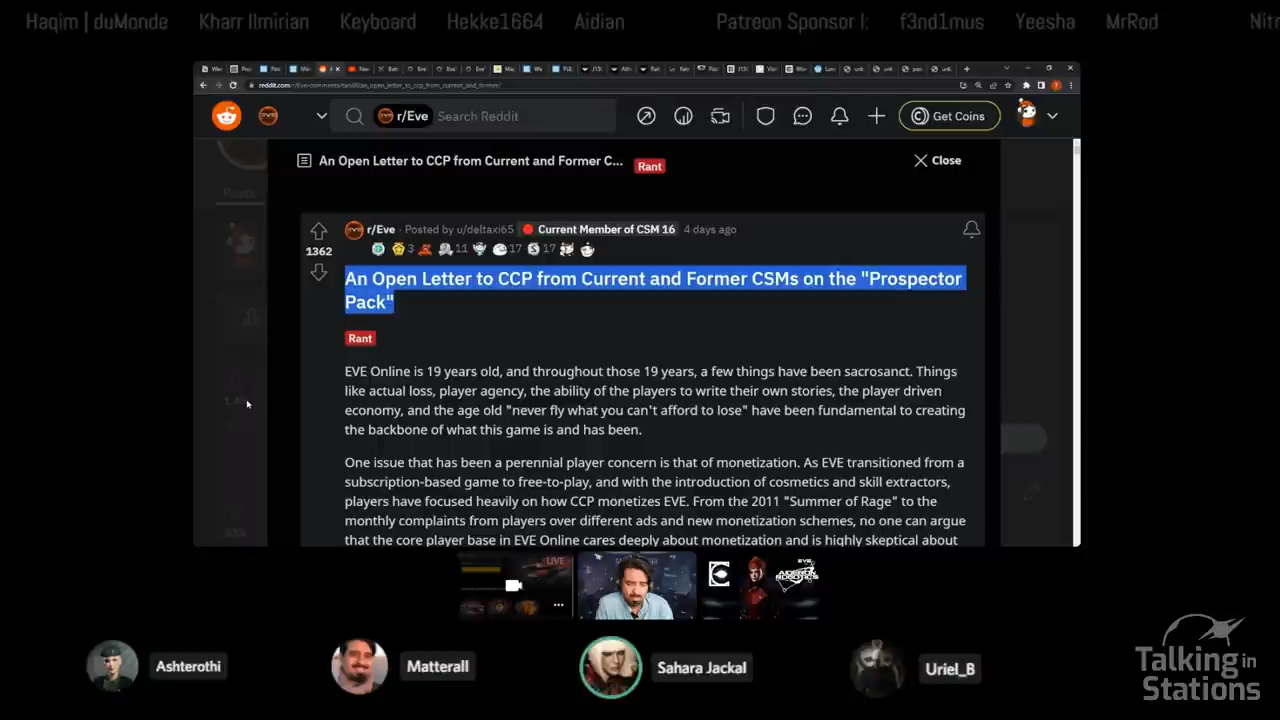 Haqim | duMonde Kharr Ilmirian Keyboard Hekke1664 Aidian Patreon Sponsor I: f3nd1mus Yeesha MrRod
r/Eve Search Reddit Get Coins
An Open Letter to CCP from Current and Former C... Rant Close
Posts
r/Eve · Posted by u/deltaxi65 Current Member of CSM 16 4 days ago
1362 3 11 17 17
An Open Letter to CCP from Current and Former CSMs on the "Prospector
Pack"
Rant
EVE Online is 19 years old, and throughout those 19 years, a few things have been sacrosanct. Things
like actual loss, player agency, the ability of the players to write their own stories, the player driven
economy, and the age old "never fly what you can't afford to lose" have been fundamental to creating
the backbone of what this game is and has been.
One issue that has been a perennial player concern is that of monetization. As EVE transitioned from a
subscription-based game to free-to-play, and with the introduction of cosmetics and skill extractors,
players have focused heavily on how CCP monetizes EVE. From the 2011 "Summer of Rage" to the
monthly complaints from players over different ads and new monetization schemes, no one can argue
that the core player base in EVE Online cares deeply about monetization and is highly skeptical about
LIVE
Ashterothi Matterall Sahara Jackal Uriel_B
Talking in
Stations